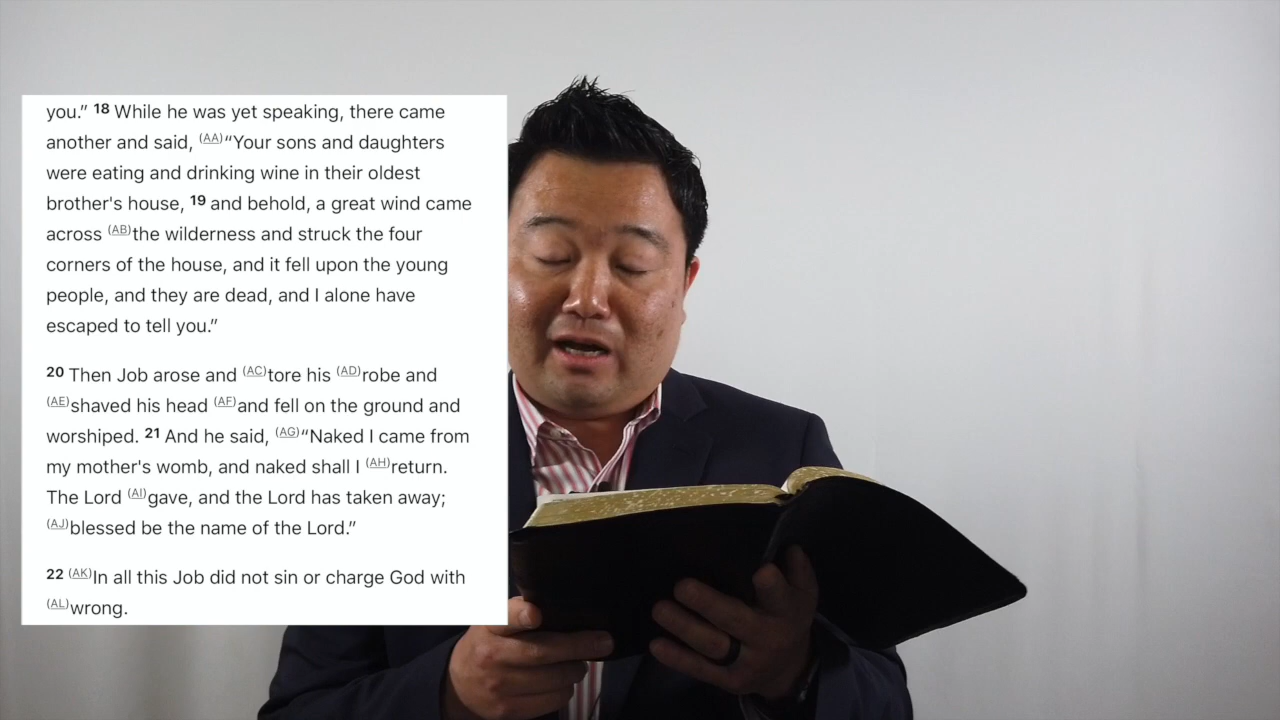 you.” 18 While he was yet speaking, there came
another and said, (AA)“Your sons and daughters
were eating and drinking wine in their oldest
brother's house, 19 and behold, a great wind came
across (AB)the wilderness and struck the four
corners of the house, and it fell upon the young
people, and they are dead, and I alone have
escaped to tell you.”
20 Then Job arose and (AC)tore his (AD)robe and
(AE)shaved his head (AF)and fell on the ground and
worshiped. 21 And he said, (AG)“Naked I came from
my mother's womb, and naked shall I (AH)return.
The Lord (AI)gave, and the Lord has taken away;
(AJ)blessed be the name of the Lord.”
22 (AK)In all this Job did not sin or charge God with
(AL)wrong.